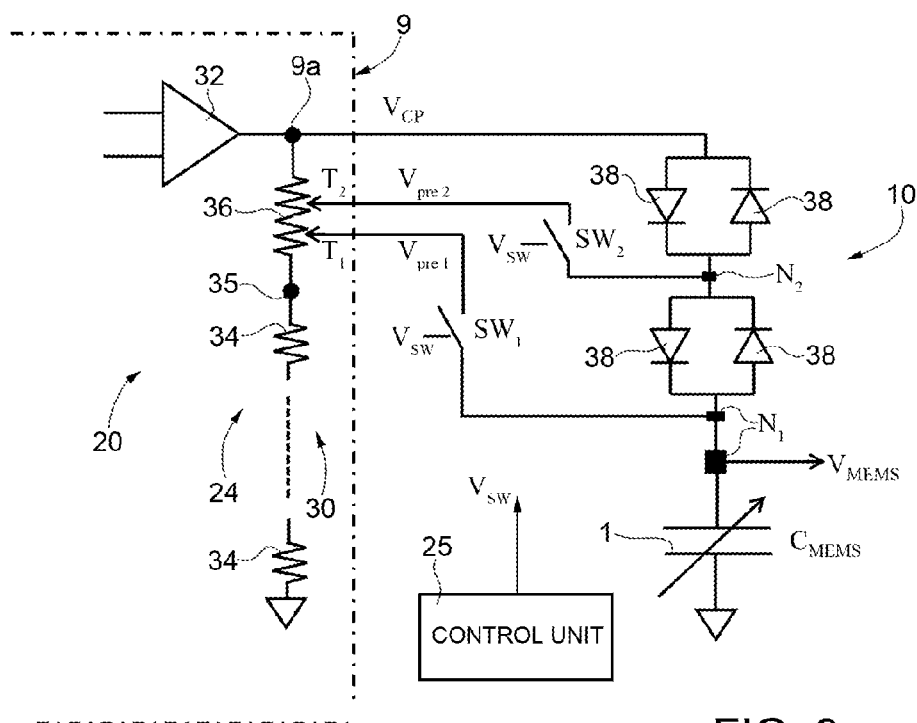 9
32
9a
V_CP
38
38
10
T_2
V_pre 2
36
V_SW
SW_2
T_1
V_pre 1
N_2
35
34
V_SW
SW_1
38
38
20
24
30
N_1
V_MEMS
V_SW
1
C_MEMS
34
25
CONTROL UNIT